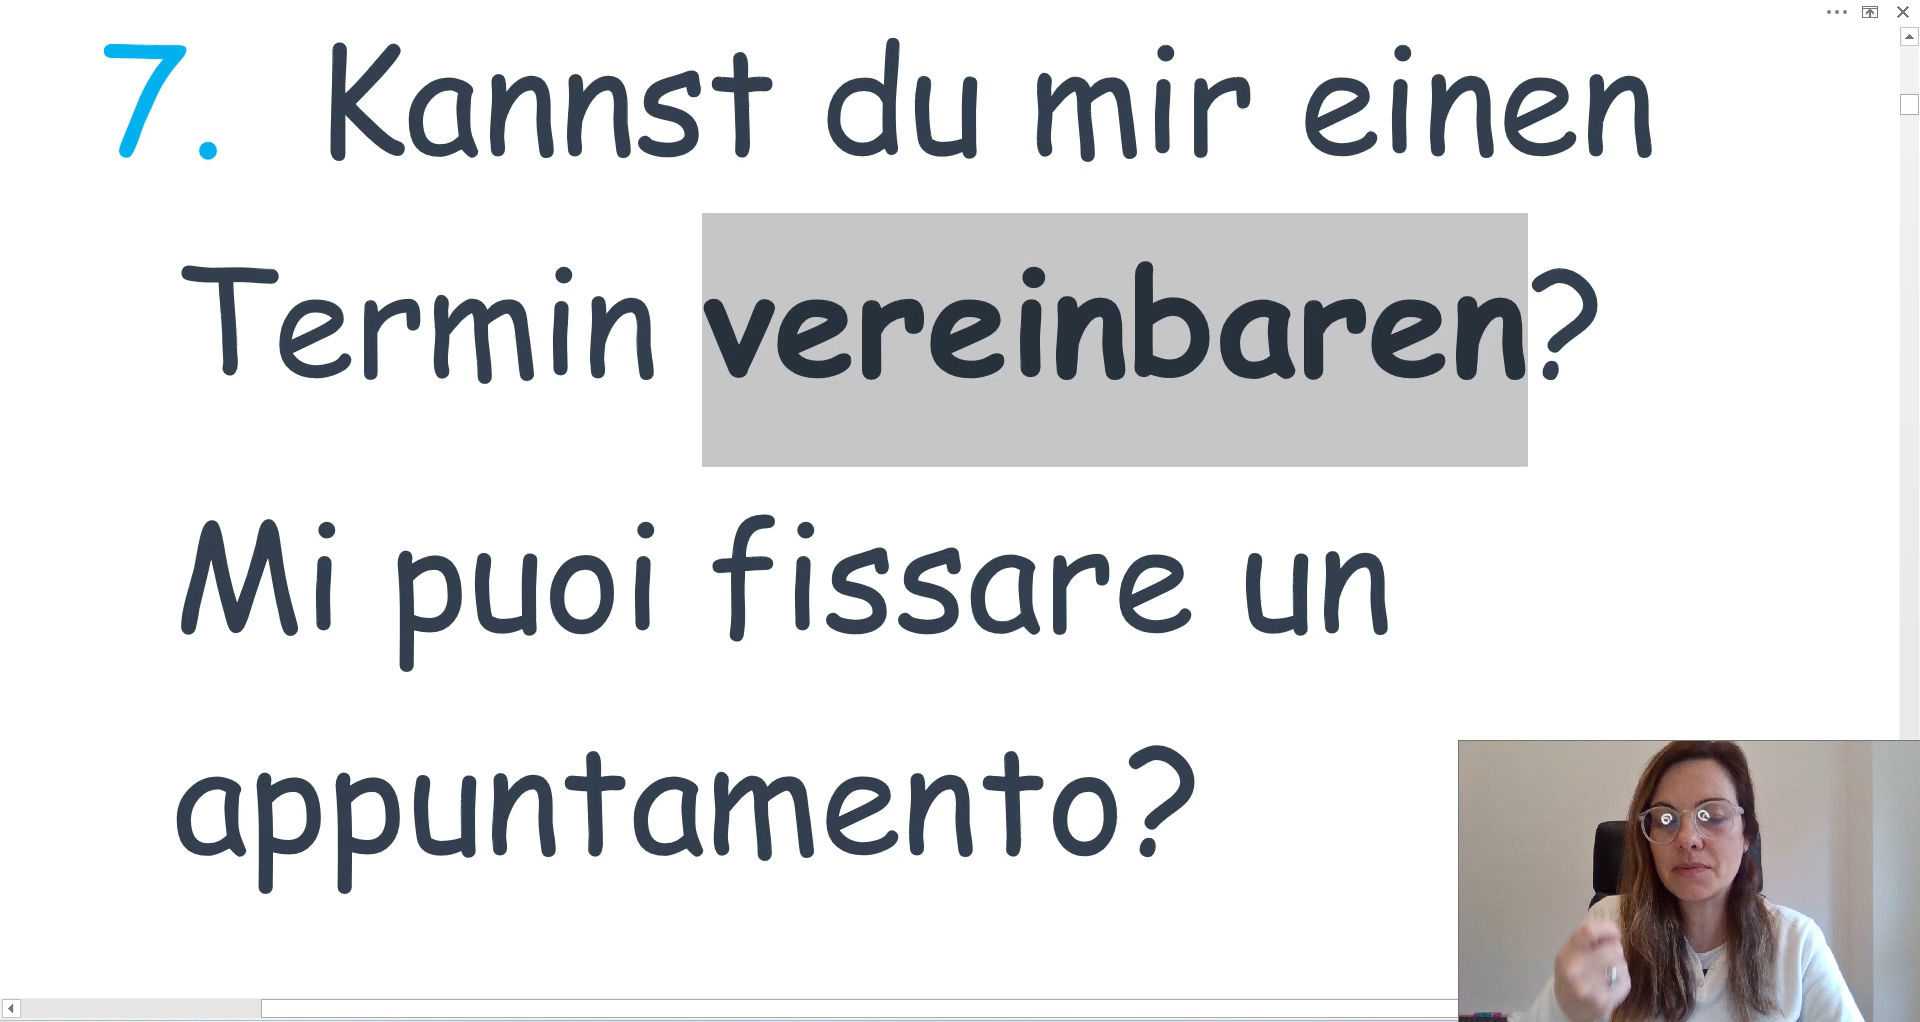 7. Kannst du mir einen
Termin vereinbaren?
Mi puoi fissare un
appuntamento?